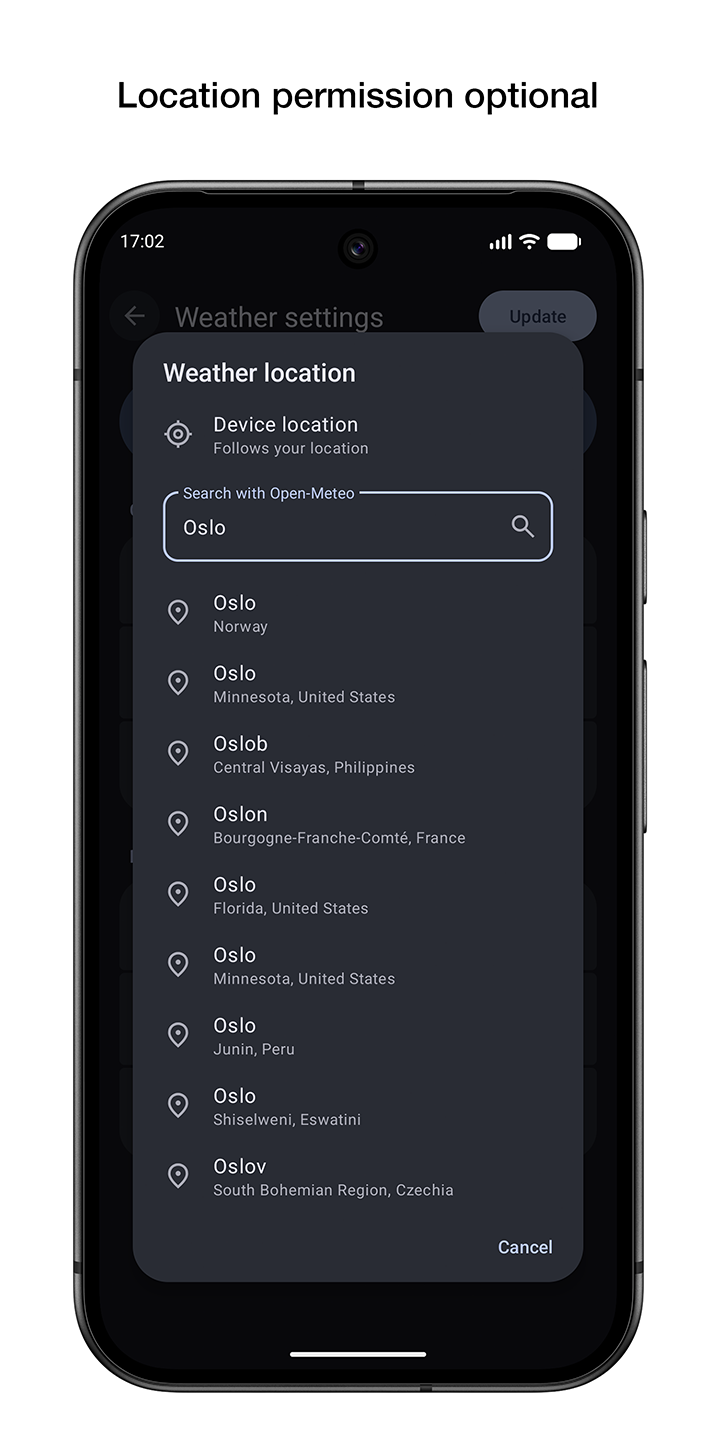 Location permission optional
17:02
Weather settings
Update
Weather location
Device location
Follows your location
Search with Open-Meteo
Oslo
Oslo
Norway
Oslo
Minnesota, United States
Oslob
Central Visayas, Philippines
Oslon
Bourgogne-Franche-Comté, France
Oslo
Florida, United States
Oslo
Minnesota, United States
Oslo
Junin, Peru
Oslo
Shiselweni, Eswatini
Oslov
South Bohemian Region, Czechia
Cancel